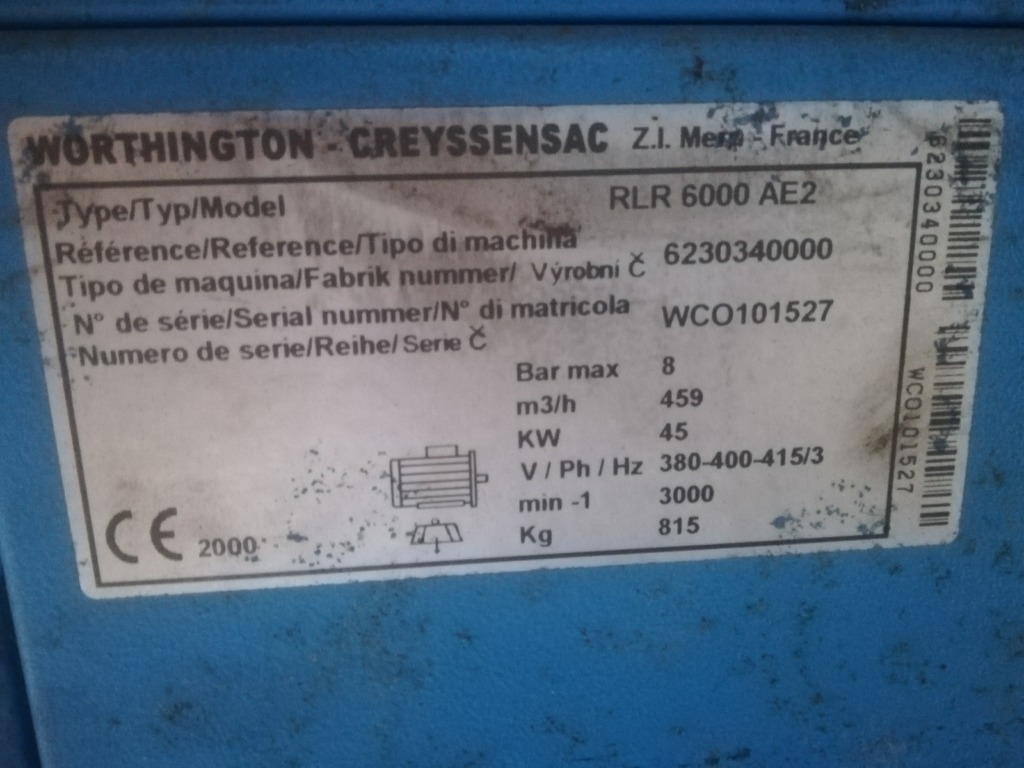 WORTHINGTON - CREYSSENSAC Z.I. Meru - France
Type/Typ/Model RLR 6000 AE2
Référence/Reference/Tipo di machina
Tipo de maquina/Fabrik nummer/ Výrobní Č 6230340000
N° de série/Serial nummer/N° di matricola WCO101527
Numero de serie/Reihe/Serie Č
Bar max 8
m3/h 459
KW 45
V / Ph / Hz 380-400-415/3
min -1 3000
Kg 815
CE 2000
6230340000
WCO101527